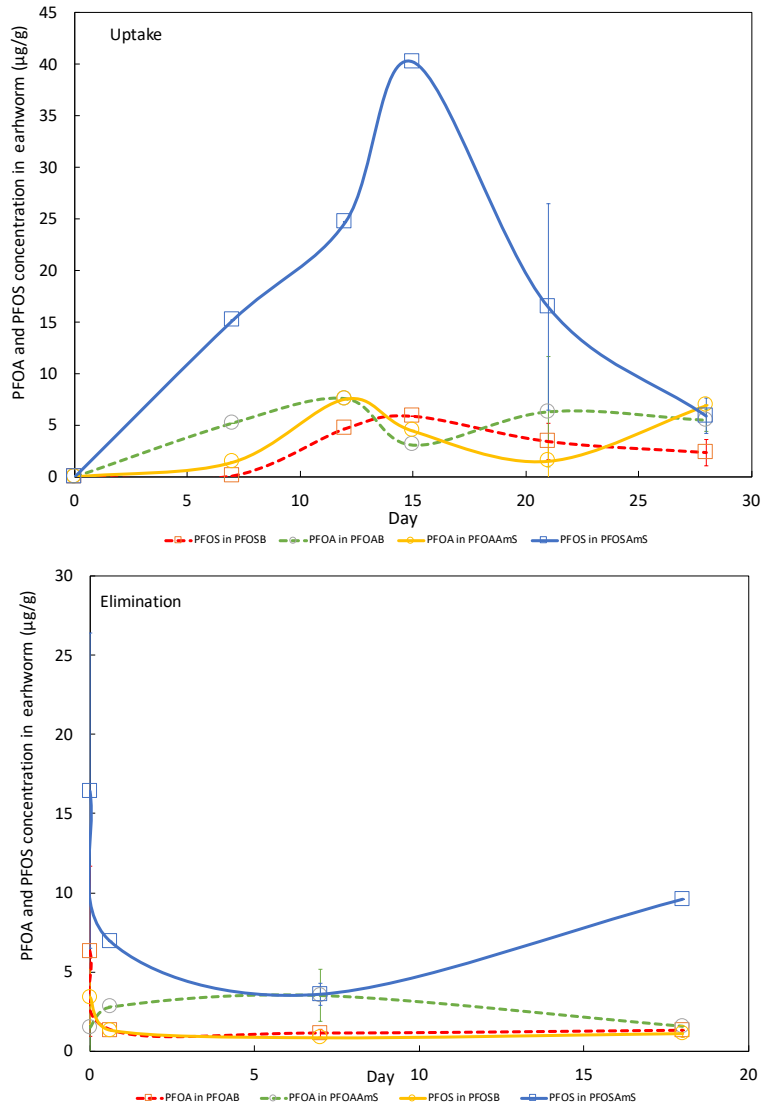 Uptake
PFOA and PFOS concentration in earhworm (µg/g)
45
40
35
30
25
20
15
10
5
0
0 5 10 15 20 25 30
Day
PFOS in PFOSB PFOA in PFOAB PFOA in PFOAAmS PFOS in PFOSAmS
Elimination
PFOA and PFOS concentration in earhworm (µg/g)
30
25
20
15
10
5
0
0 5 10 15 20
Day
PFOA in PFOAB PFOA in PFOAAmS PFOS in PFOSB PFOS in PFOSAmS